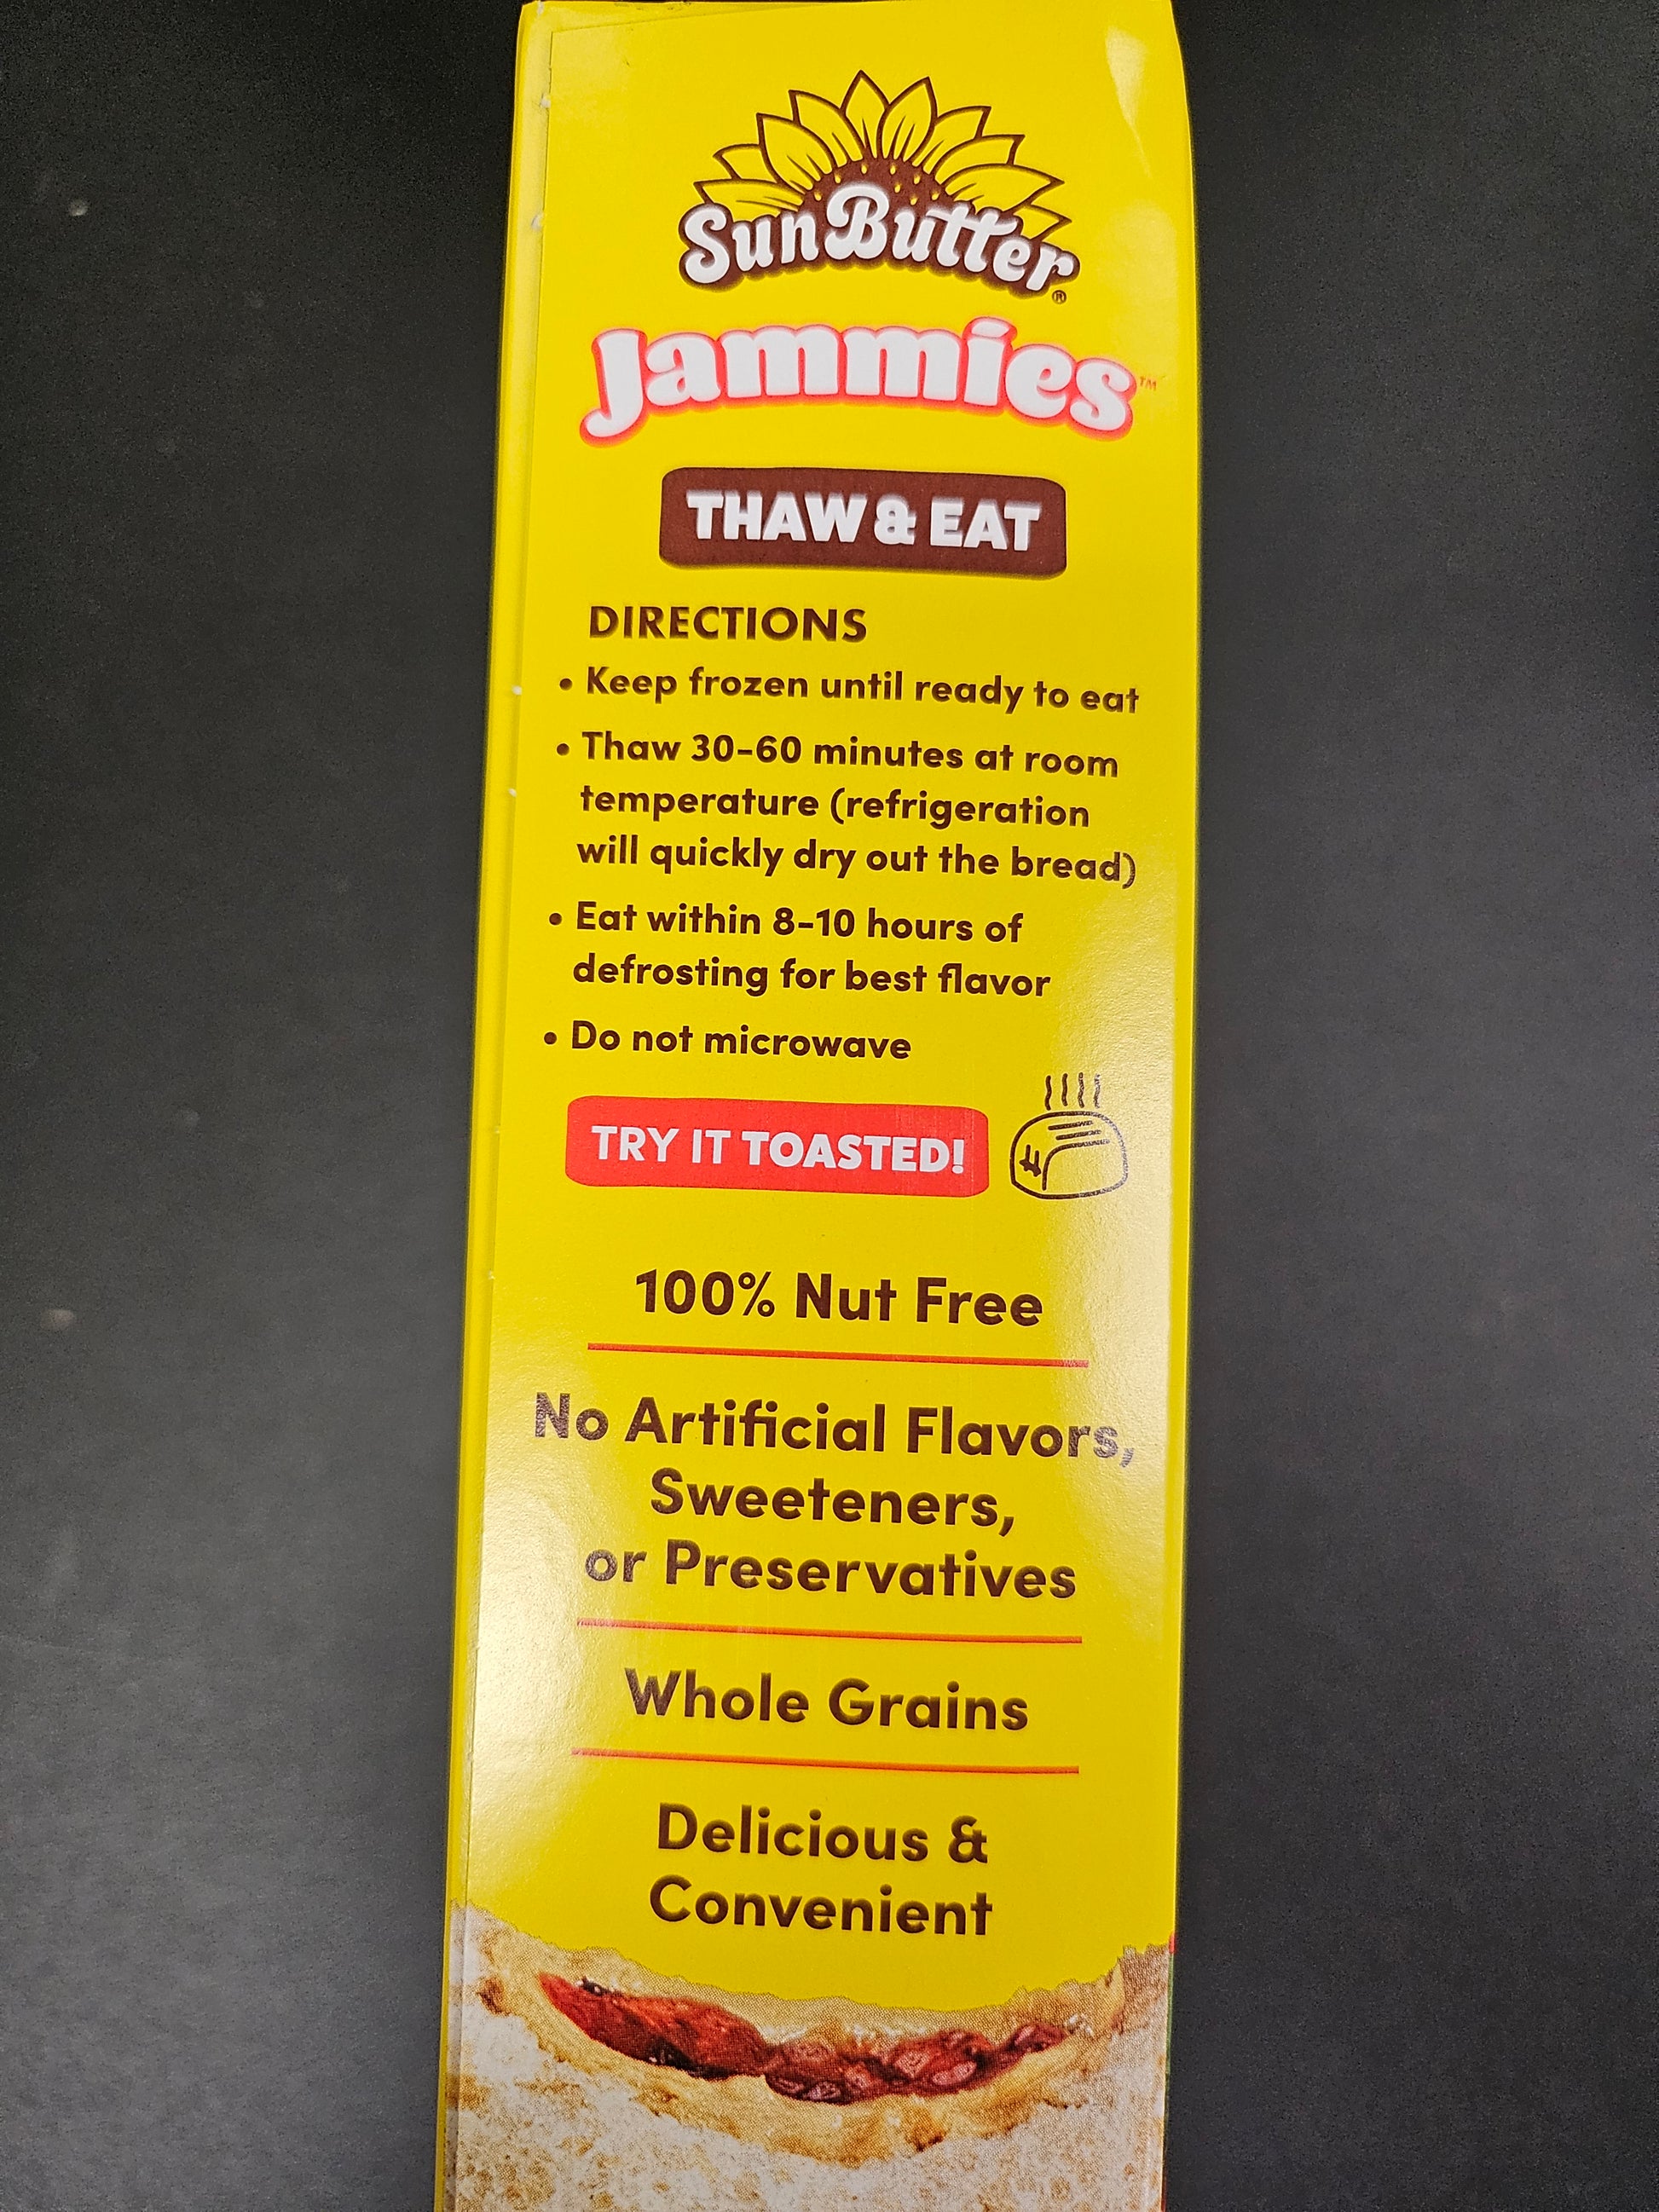 SunButter®
Jammies™
THAW & EAT
DIRECTIONS
• Keep frozen until ready to eat
• Thaw 30-60 minutes at room
temperature (refrigeration
will quickly dry out the bread)
• Eat within 8-10 hours of
defrosting for best flavor
• Do not microwave
TRY IT TOASTED!
100% Nut Free
No Artificial Flavors,
Sweeteners,
or Preservatives
Whole Grains
Delicious &
Convenient